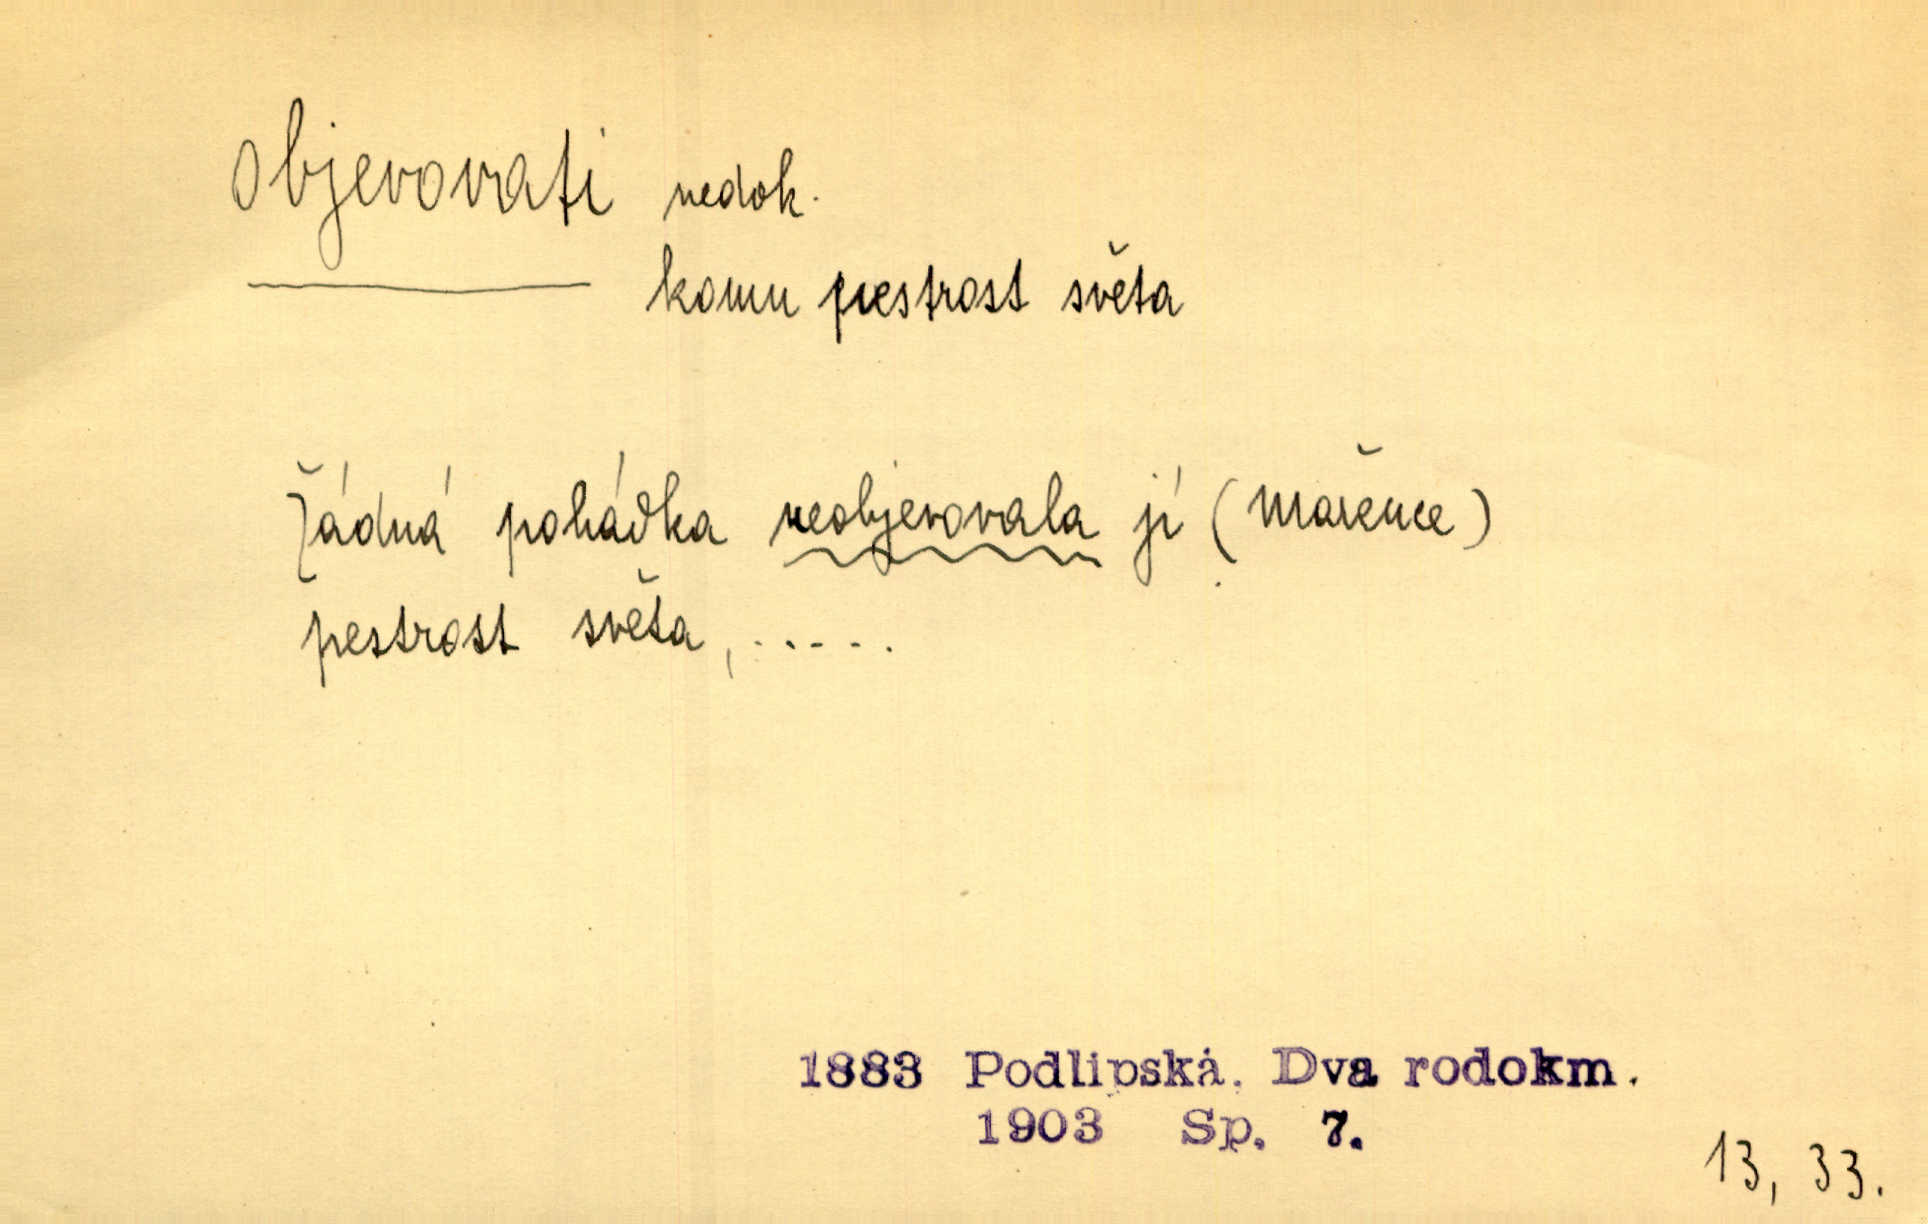 objevovati nedok.
komu pestrost světa
Žádná pohádka neobjevovala jí (Mařence)
pestrost světa, .....
1883 Podlipská. Dva rodokm.
1903 Sp. 7.
13, 33.